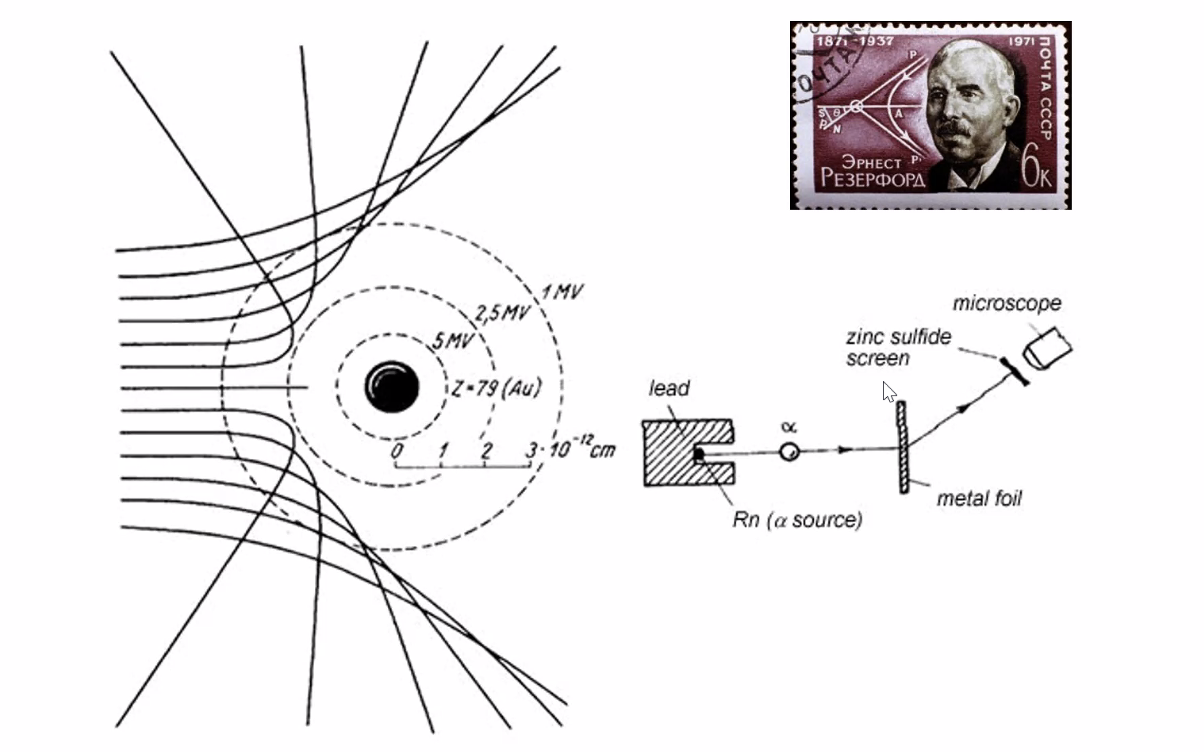 1 MV
2,5 MV
5 MV
Z=79 (Au)
0 1 2 3·10⁻¹² cm
1871-1937 1971
ПОЧТА СССР
ОЧТА
P
S θ A
P N
P'
ЭРНЕСТ
РЕЗЕРФОРД
6к
microscope
zinc sulfide
screen
lead
α
metal foil
Rn (α source)